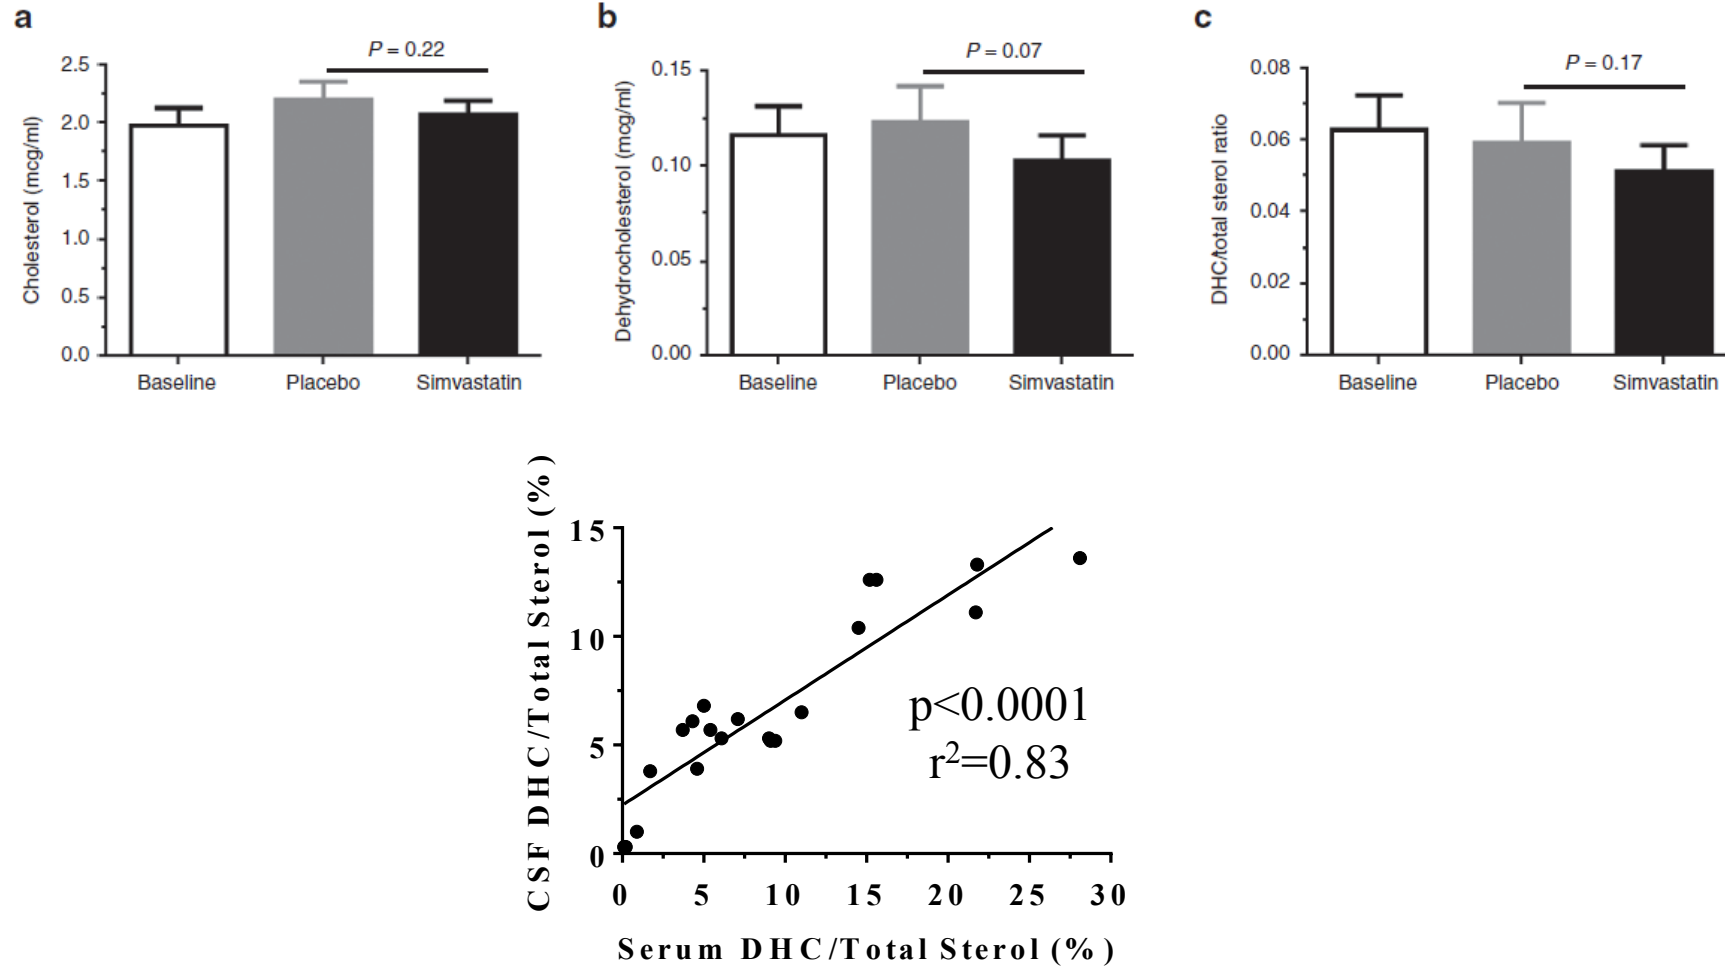 a
P = 0.22
Cholesterol (mcg/ml)
2.5
2.0
1.5
1.0
0.5
0.0
Baseline Placebo Simvastatin
b
P = 0.07
Dehydrocholesterol (mcg/ml)
0.15
0.10
0.05
0.00
Baseline Placebo Simvastatin
c
P = 0.17
DHC/total sterol ratio
0.08
0.06
0.04
0.02
0.00
Baseline Placebo Simvastatin
CSF DHC/Total Sterol (%)
15
10
5
0
p<0.0001
r²=0.83
0 5 10 15 20 25 30
Serum DHC/Total Sterol (%)